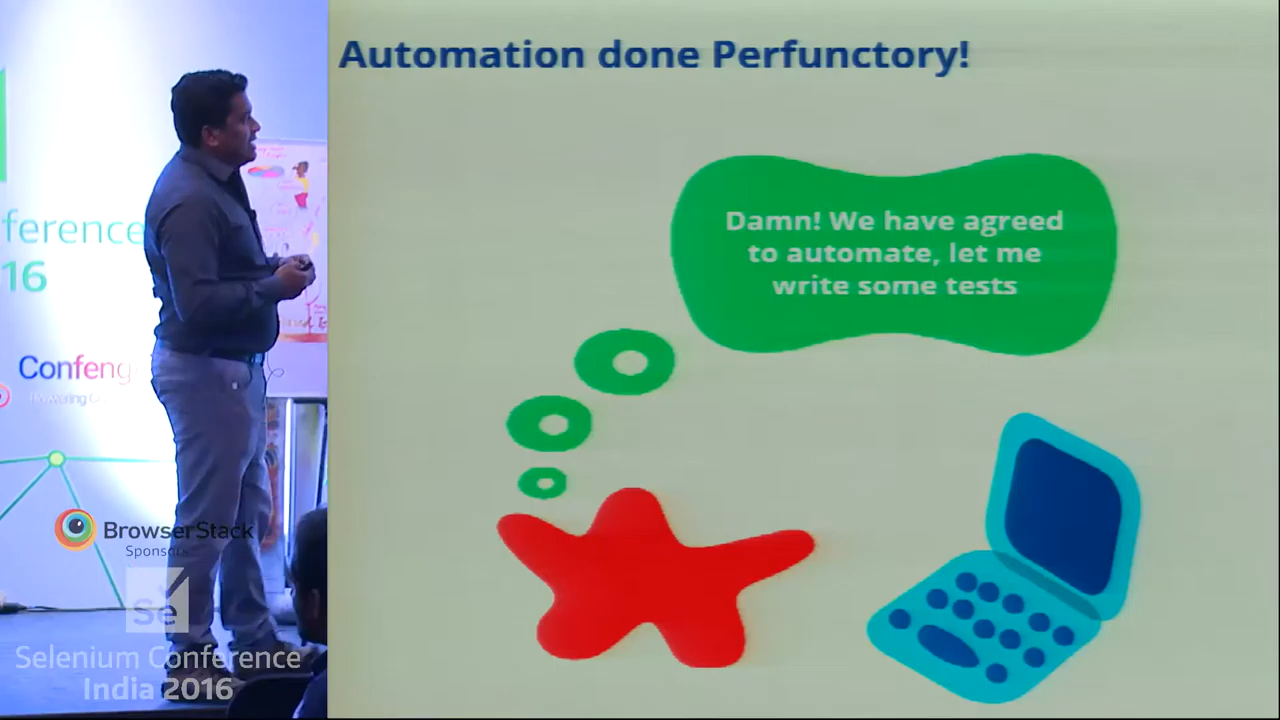 Automation done Perfunctory!
Damn! We have agreed
to automate, let me
write some tests
ference
16
Confeng
BrowserStack
Sponsors
Se
Selenium Conference
India 2016